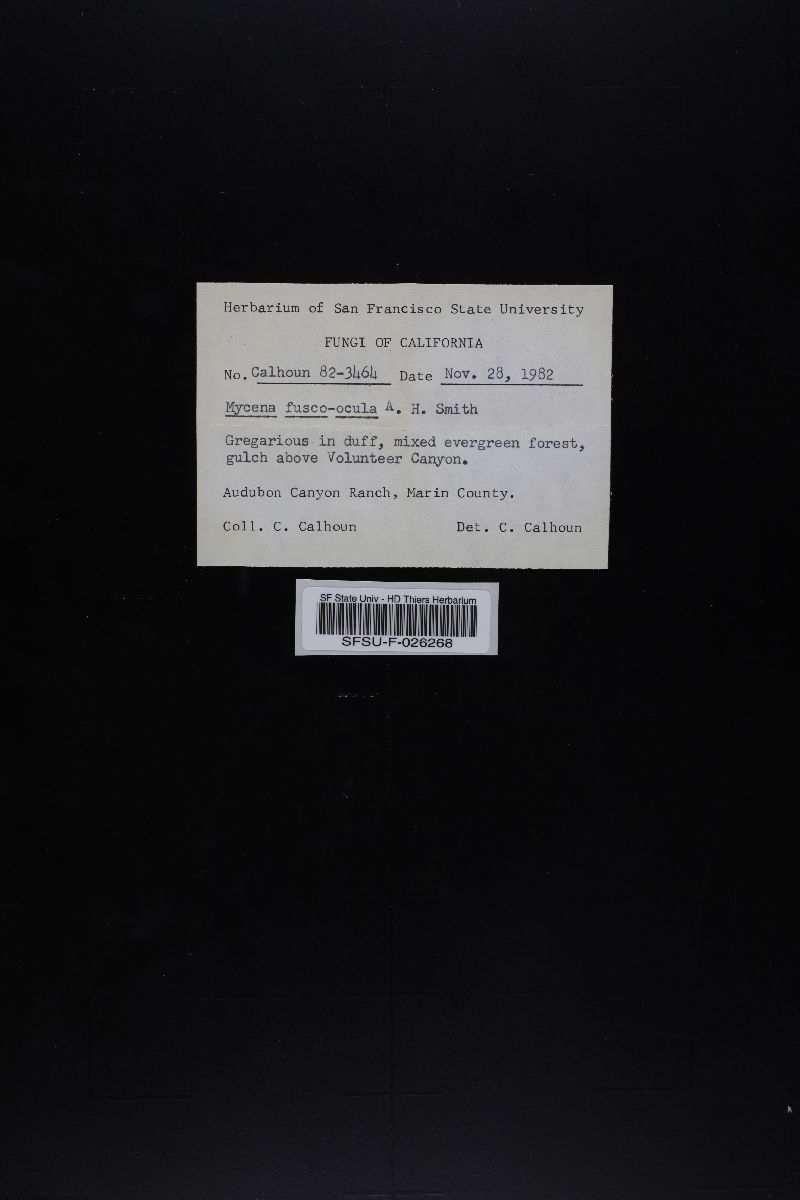 Herbarium of San Francisco State University
FUNGI OF CALIFORNIA
No. Calhoun 82-3464 Date Nov. 28, 1982
Mycena fusco-ocula A. H. Smith
Gregarious in duff, mixed evergreen forest,
gulch above Volunteer Canyon.
Audubon Canyon Ranch, Marin County.
Coll. C. Calhoun Det. C. Calhoun
SF State Univ - HD Thiers Herbarium
SFSU-F-026268